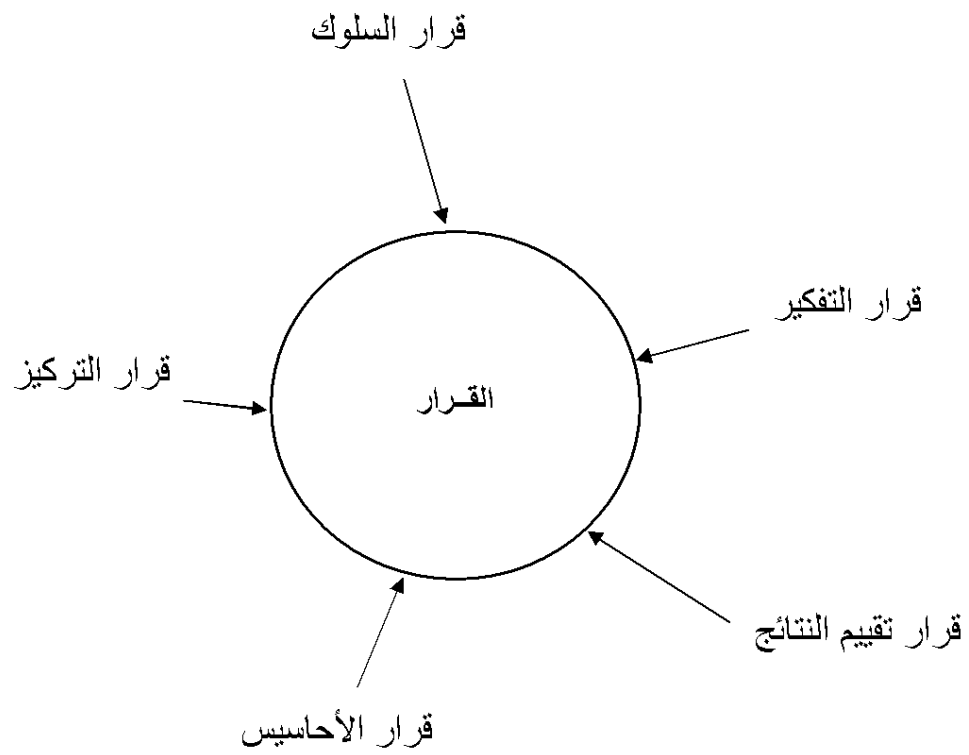 قرار السلوك
قرار التفكير
قرار التركيز
القـرار
قرار تقييم النتائج
قرار الأحاسيس